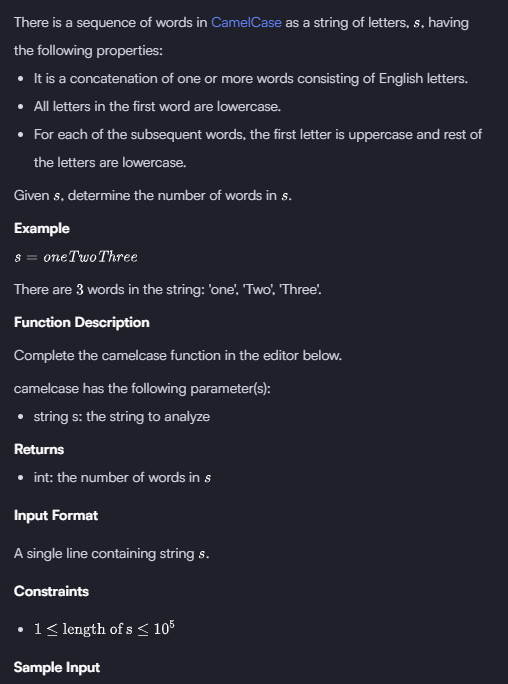 There is a sequence of words in CamelCase as a string of letters, s, having
the following properties:
• It is a concatenation of one or more words consisting of English letters.
• All letters in the first word are lowercase.
• For each of the subsequent words, the first letter is uppercase and rest of
the letters are lowercase.
Given s, determine the number of words in s.
Example
s = oneTwoThree
There are 3 words in the string: 'one', 'Two', 'Three'.
Function Description
Complete the camelcase function in the editor below.
camelcase has the following parameter(s):
• string s: the string to analyze
Returns
• int: the number of words in s
Input Format
A single line containing string s.
Constraints
• 1 ≤ length of s ≤ 10⁵
Sample Input